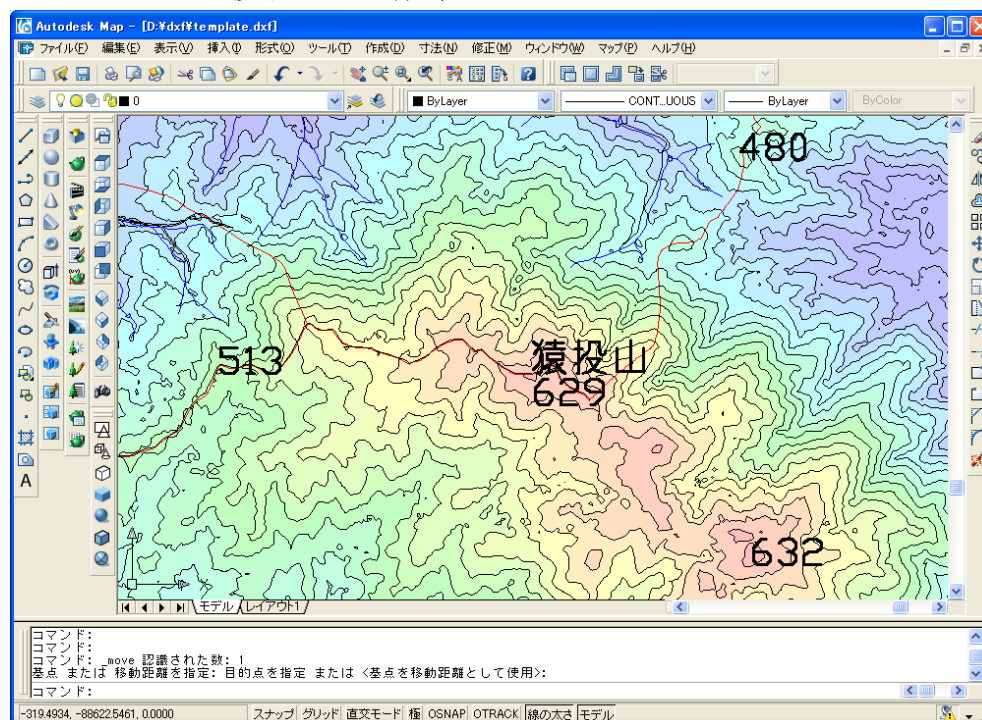 Autodesk Map - [D:¥dxf¥template.dxf]
ファイル(F) 編集(E) 表示(V) 挿入(I) 形式(O) ツール(T) 作成(D) 寸法(N) 修正(M) ウィンドウ(W) マップ(P) ヘルプ(H)
0 ByLayer CONT...UOUS ByLayer ByColor
480
513
猿投山
629
632
A
モデル レイアウト1
コマンド:
コマンド:
コマンド: _move 認識された数: 1
基点 または 移動距離を指定: 目的点を指定 または <基点を移動距離として使用>:
コマンド:
-319.4934, -88622.5461, 0.0000 スナップ グリッド 直交モード 極 OSNAP OTRACK 線の太さ モデル